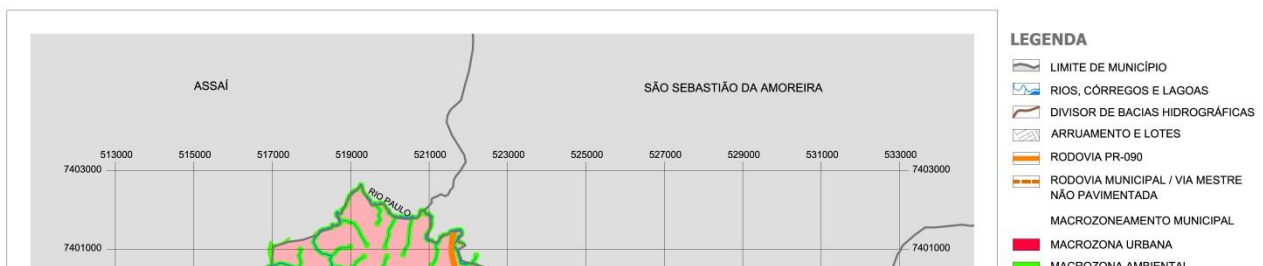 LEGENDA
LIMITE DE MUNICÍPIO
ASSAÍ
SÃO SEBASTIÃO DA AMOREIRA
RIOS, CÓRREGOS E LAGOAS
DIVISOR DE BACIAS HIDROGRÁFICAS
ARRUAMENTO E LOTES
513000 515000 517000 519000 521000 523000 525000 527000 529000 531000 533000
RODOVIA PR-090
7403000 7403000
RODOVIA MUNICIPAL / VIA MESTRE
NÃO PAVIMENTADA
RIO PAULO
MACROZONEAMENTO MUNICIPAL
7401000 7401000
MACROZONA URBANA
MACROZONA AMBIENTAL